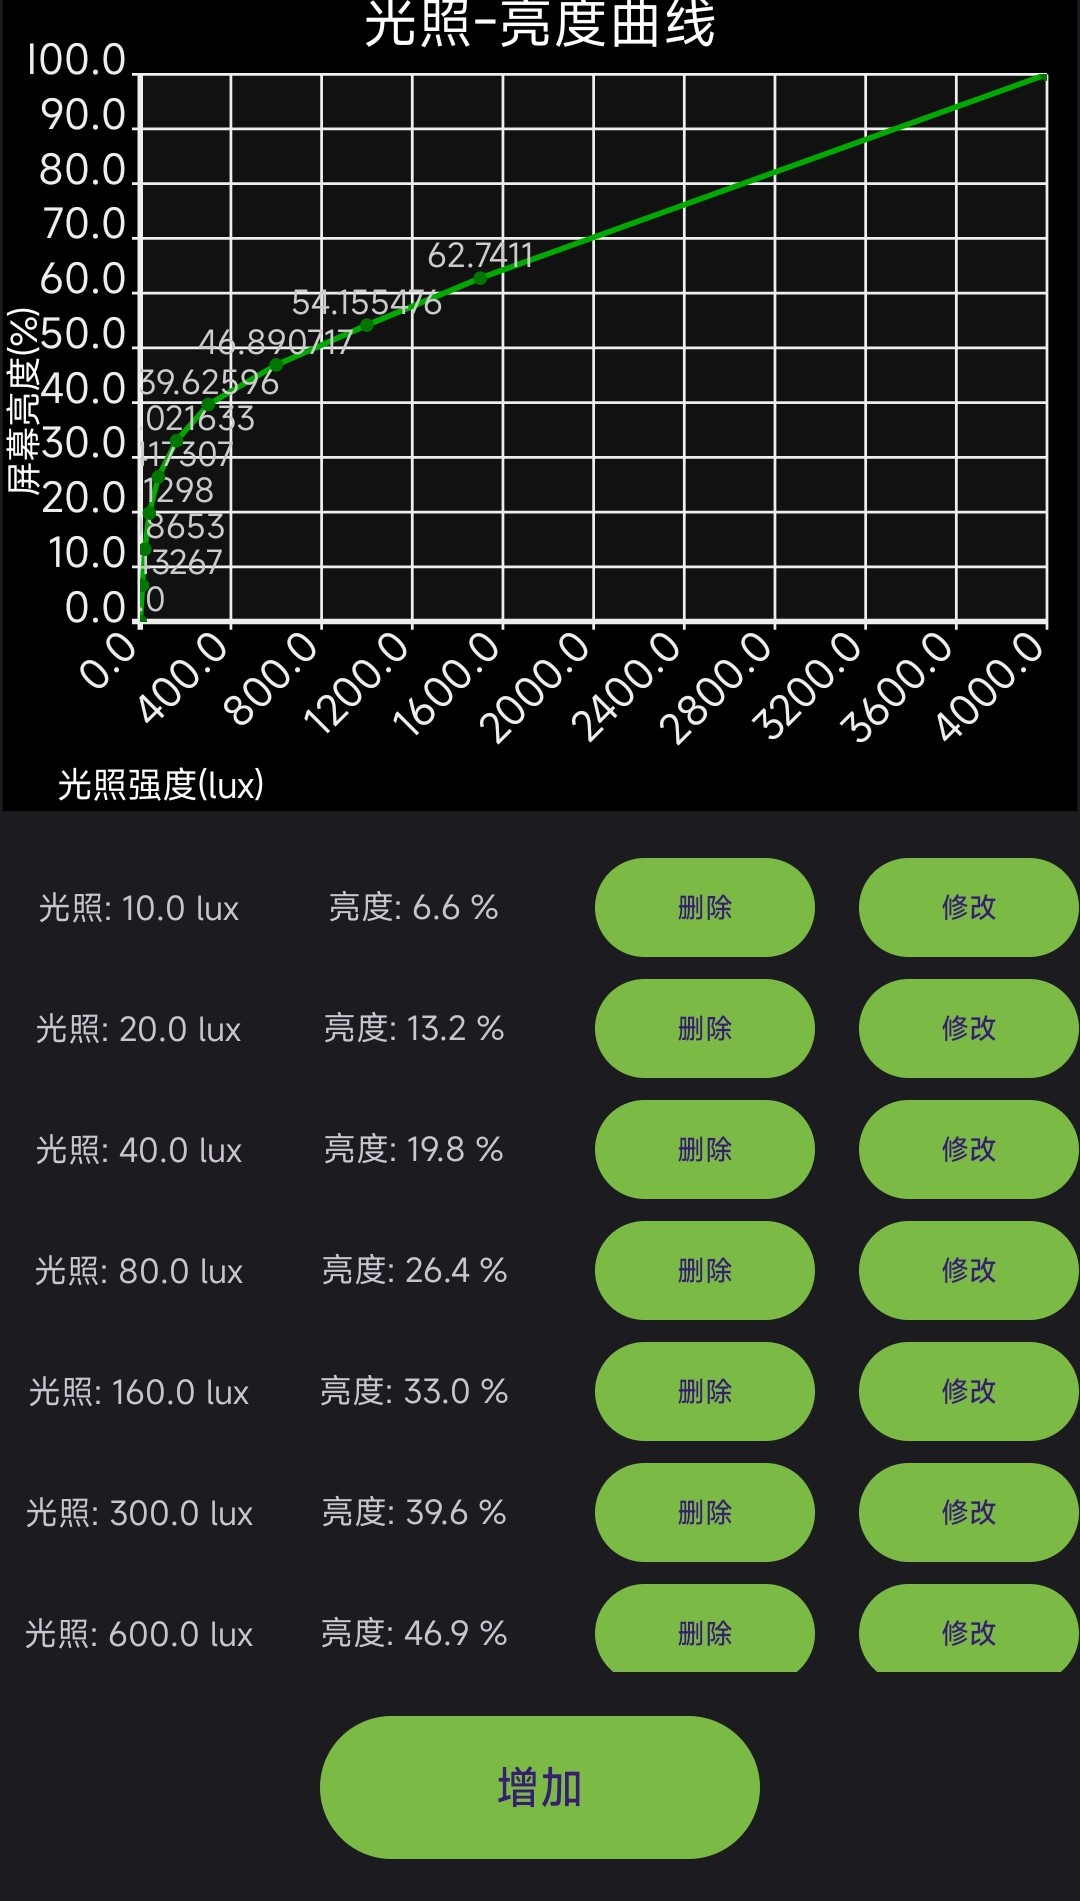 光照-亮度曲线
100.0
90.0
80.0
70.0
60.0
50.0
40.0
30.0
20.0
10.0
0.0
屏幕亮度(%)
62.7411
54.155476
46.890717
39.62596
021633
17307
1298
8653
13267
0
0.0 400.0 800.0 1200.0 1600.0 2000.0 2400.0 2800.0 3200.0 3600.0 4000.0
光照强度(lux)
光照: 10.0 lux 亮度: 6.6 % 删除 修改
光照: 20.0 lux 亮度: 13.2 % 删除 修改
光照: 40.0 lux 亮度: 19.8 % 删除 修改
光照: 80.0 lux 亮度: 26.4 % 删除 修改
光照: 160.0 lux 亮度: 33.0 % 删除 修改
光照: 300.0 lux 亮度: 39.6 % 删除 修改
光照: 600.0 lux 亮度: 46.9 % 删除 修改
增加